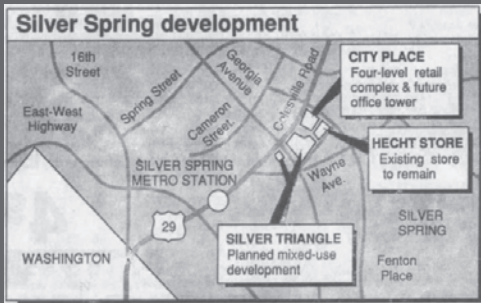 Silver Spring development
16th
Street
Georgia
Avenue
Spring Street
Colesville Road
CITY PLACE
Four-level retail
complex & future
office tower
East-West
Highway
Cameron
Street
SILVER SPRING
METRO STATION
HECHT STORE
Existing store
to remain
Wayne
Ave.
29
SILVER TRIANGLE
Planned mixed-use
development
SILVER
SPRING
WASHINGTON
Fenton
Place